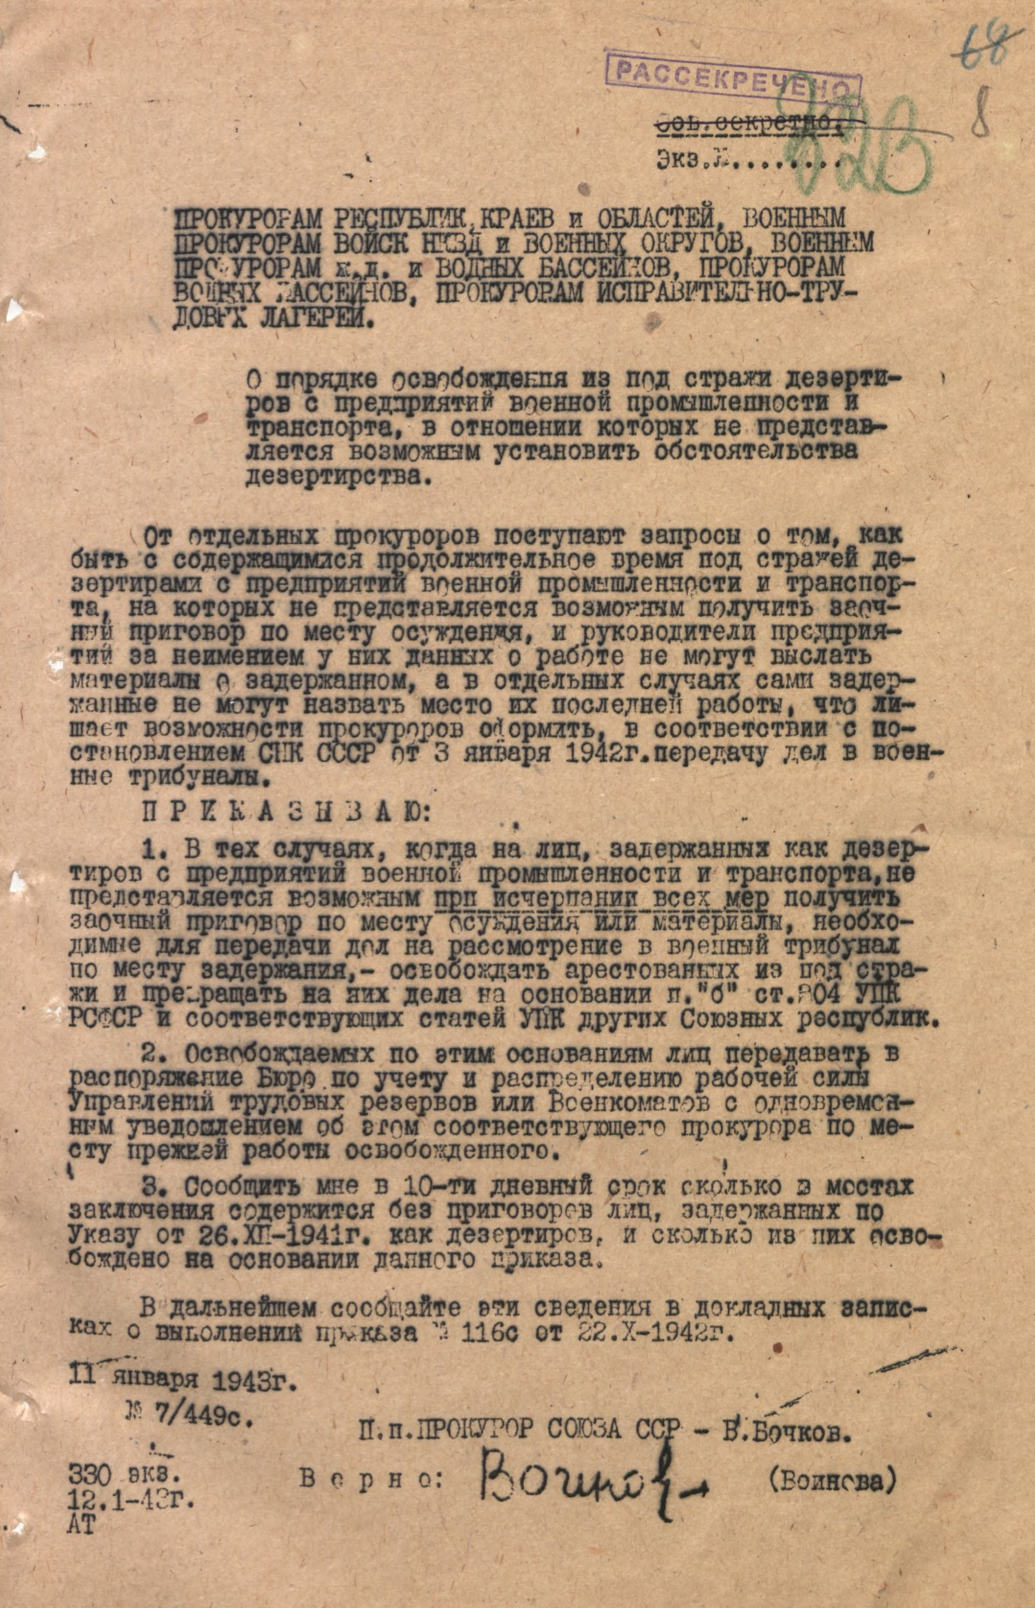 68
8
РАССЕКРЕЧЕНО
Сов.секретно.
Экз.№........
ПРОКУРОРАМ РЕСПУБЛИК, КРАЕВ и ОБЛАСТЕЙ, ВОЕННЫМ
ПРОКУРОРАМ ВОЙСК НКВД и ВОЕННЫХ ОКРУГОВ, ВОЕННЫМ
ПРОКУРОРАМ ж.д. и ВОДНЫХ БАССЕЙНОВ, ПРОКУРОРАМ
ВОДНЫХ БАССЕЙНОВ, ПРОКУРОРАМ ИСПРАВИТЕЛЬНО-ТРУ-
ДОВЫХ ЛАГЕРЕЙ.
О порядке освобождения из под стражи дезерти-
ров с предприятий военной промышленности и
транспорта, в отношении которых не представ-
ляется возможным установить обстоятельства
дезертирства.
От отдельных прокуроров поступают запросы о том, как
быть с содержащимися продолжительное время под стражей де-
зертирами с предприятий военной промышленности и транспор-
та, на которых не представляется возможным получить заоч-
ный приговор по месту осуждения, и руководители предприя-
тий за неимением у них данных о работе не могут выслать
материалы о задержанном, а в отдельных случаях сами задер-
жанные не могут назвать место их последней работы, что ли-
шает возможности прокуроров оформить, в соответствии с по-
становлением СНК СССР от 3 января 1942г.передачу дел в воен-
ные трибуналы.
П Р И К А З Ы В А Ю:
1. В тех случаях, когда на лиц, задержанных как дезер-
тиров с предприятий военной промышленности и транспорта,не
представляется возможным при исчерпании всех мер получить
заочный приговор по месту осуждения или материалы, необхо-
димые для передачи дел на рассмотрение в военный трибунал
по месту задержания,- освобождать арестованных из под стра-
жи и прекращать на них дела на основании п."б" ст.204 УПК
РСФСР и соответствующих статей УПК других Союзных республик.
2. Освобождаемых по этим основаниям лиц передавать в
распоряжение Бюро по учету и распределению рабочей силы
Управлений трудовых резервов или Военкоматов с одновремен-
ным уведомлением об этом соответствующего прокурора по ме-
сту прежней работы освобожденного.
3. Сообщить мне в 10-ти дневный срок сколько в местах
заключения содержится без приговоров лиц, задержанных по
Указу от 26.XII-1941г. как дезертиров, и сколько из них осво-
бождено на основании данного приказа.
В дальнейшем сообщайте эти сведения в докладных запис-
ках о выполнении приказа № 116с от 22.X-1942г.
11 января 1943г.
№ 7/449с.
П.п.ПРОКУРОР СОЮЗА ССР - В.Бочков.
330 экз.
12.1-43г.
АТ
В е р н о:
(Воинова)